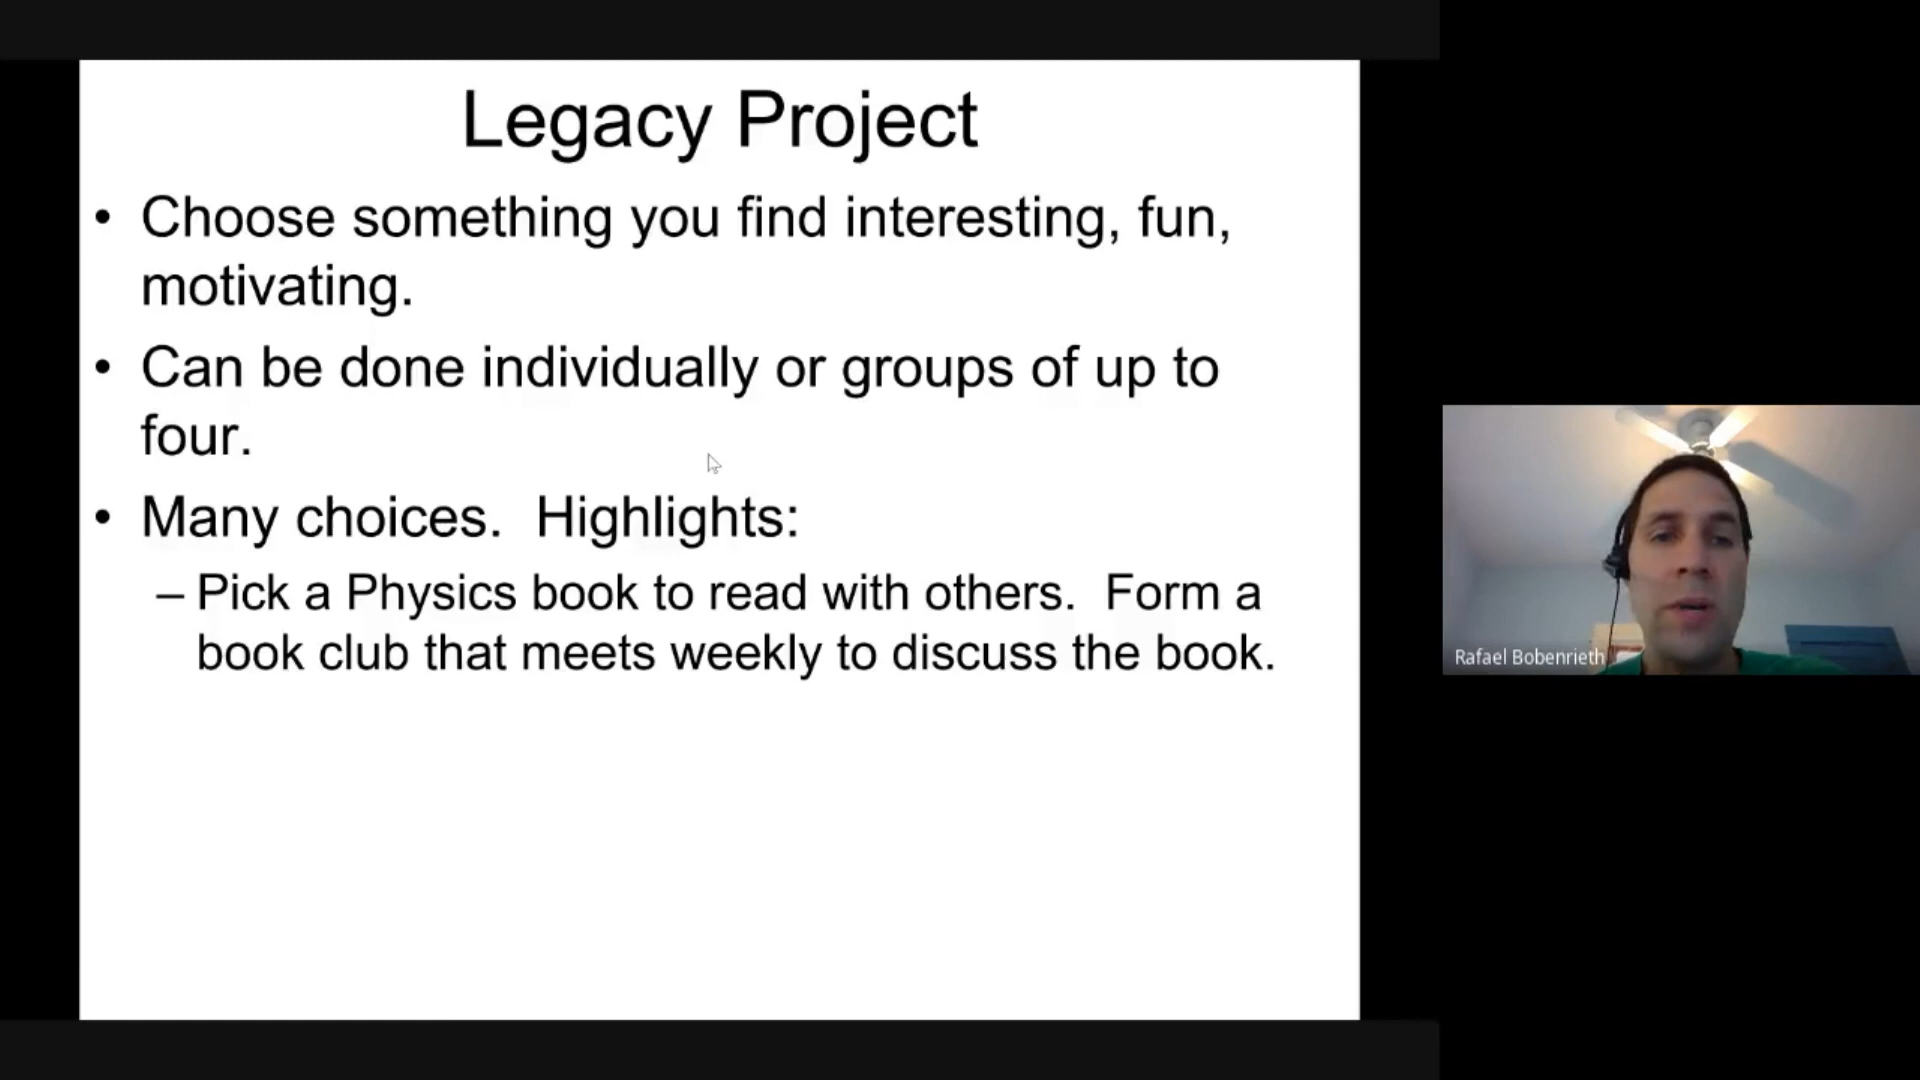 Legacy Project
• Choose something you find interesting, fun,
motivating.
• Can be done individually or groups of up to
four.
• Many choices.  Highlights:
– Pick a Physics book to read with others.  Form a
book club that meets weekly to discuss the book.
Rafael Bobenrieth